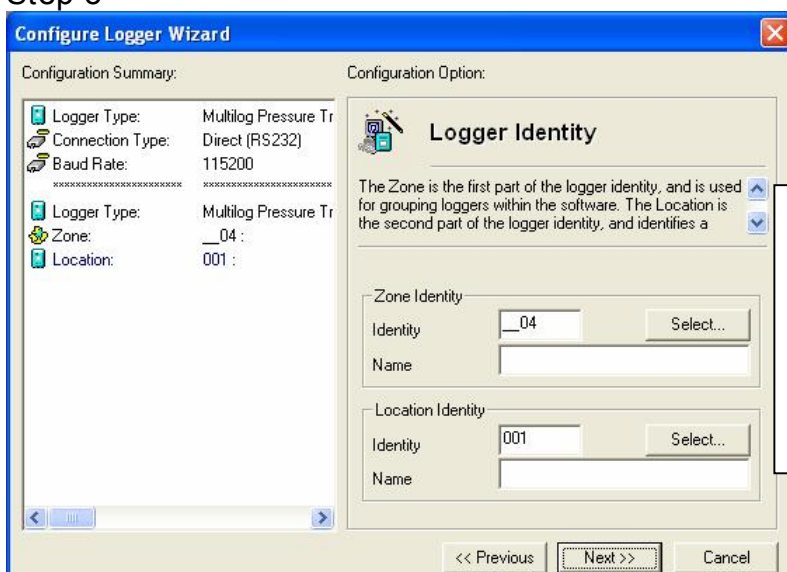 Configure Logger Wizard
Configuration Summary:
Configuration Option:
Logger Type: Multilog Pressure Tr
Connection Type: Direct (RS232)
Baud Rate: 115200
********************** **********************
Logger Type: Multilog Pressure Tr
Zone: __04 :
Location: 001 :
Logger Identity
The Zone is the first part of the logger identity, and is used
for grouping loggers within the software. The Location is
the second part of the logger identity, and identifies a
Zone Identity
Identity __04 Select...
Name
Location Identity
Identity 001 Select...
Name
<< Previous Next >> Cancel